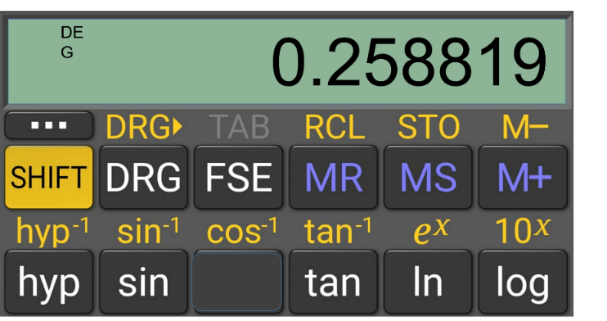 DE
G
0.258819
... DRG▸ TAB RCL STO M−
SHIFT DRG FSE MR MS M+
hyp⁻¹ sin⁻¹ cos⁻¹ tan⁻¹ eˣ 10ˣ
hyp sin tan ln log